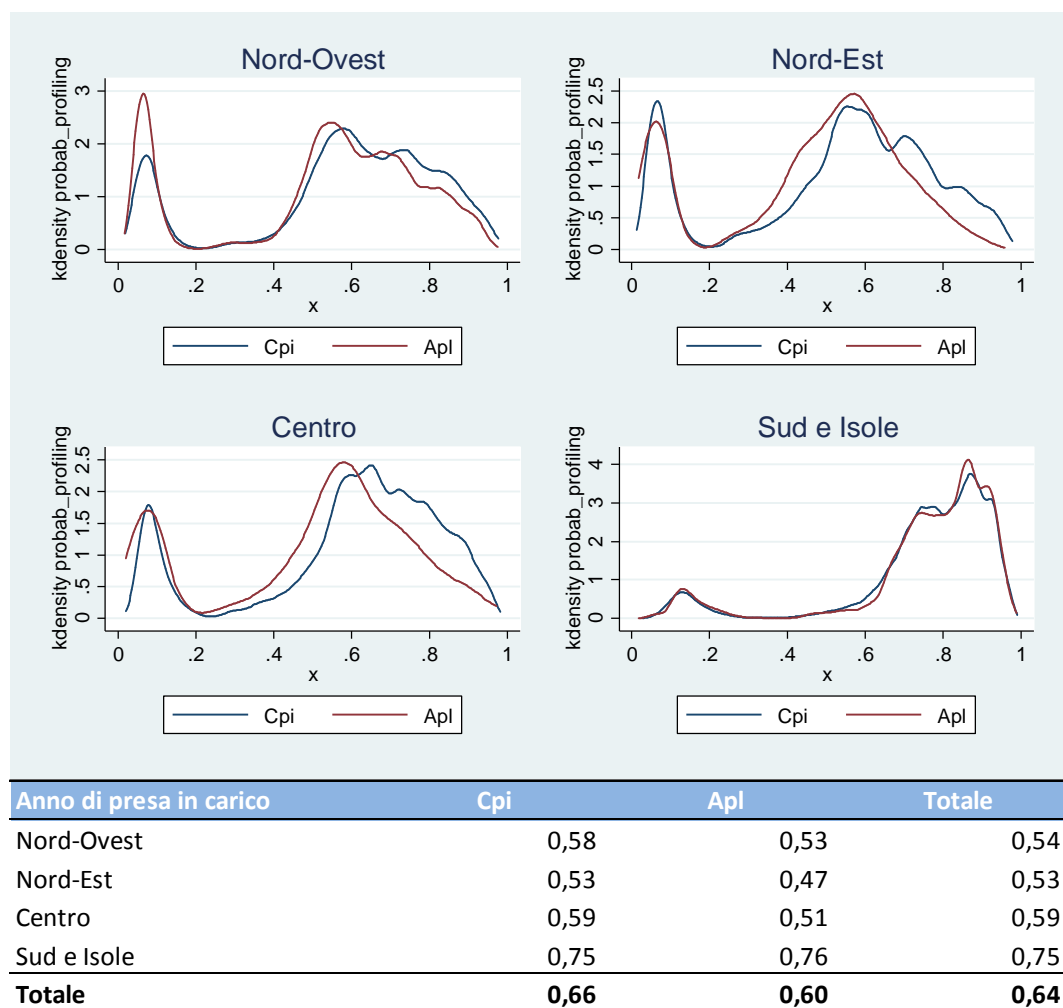 Nord-Ovest
kdensity probab_profiling
3
2
1
0
0 .2 .4 .6 .8 1
x
Cpi Apl
Nord-Est
kdensity probab_profiling
2.5
2
1.5
1
.5
0
0 .2 .4 .6 .8 1
x
Cpi Apl
Centro
kdensity probab_profiling
2.5
2
1.5
1
.5
0
0 .2 .4 .6 .8 1
x
Cpi Apl
Sud e Isole
kdensity probab_profiling
4
3
2
1
0
0 .2 .4 .6 .8 1
x
Cpi Apl
Anno di presa in carico Cpi Apl Totale
Nord-Ovest 0,58 0,53 0,54
Nord-Est 0,53 0,47 0,53
Centro 0,59 0,51 0,59
Sud e Isole 0,75 0,76 0,75
Totale 0,66 0,60 0,64